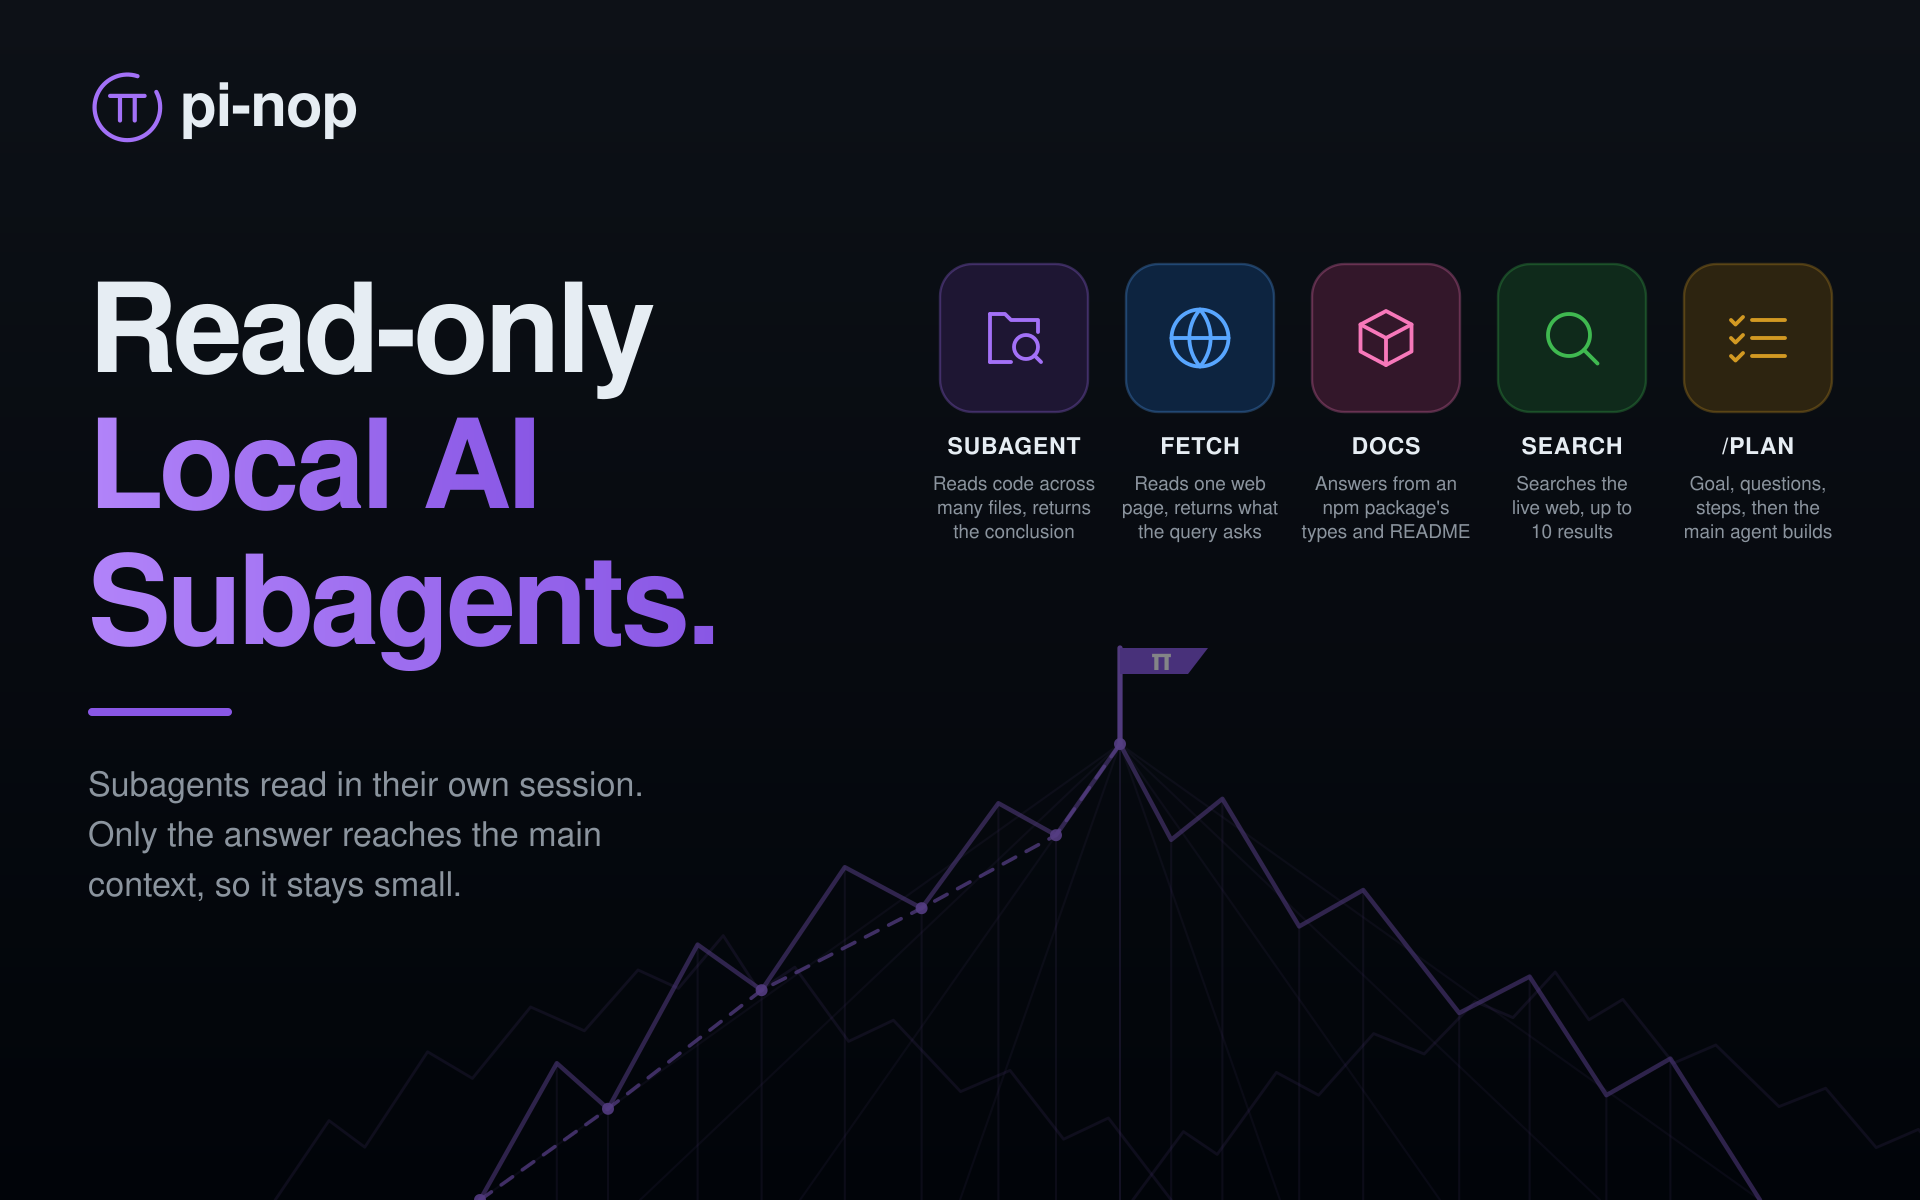 π pi-nop
Read-only
Local AI
Subagents.
Subagents read in their own session.
Only the answer reaches the main
context, so it stays small.
SUBAGENT
Reads code across
many files, returns
the conclusion
FETCH
Reads one web
page, returns what
the query asks
DOCS
Answers from an
npm package's
types and README
SEARCH
Searches the
live web, up to
10 results
/PLAN
Goal, questions,
steps, then the
main agent builds
π